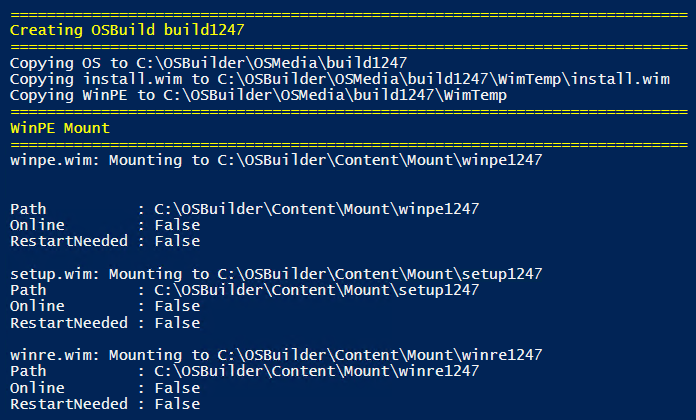 ===========================================================================
Creating OSBuild build1247
===========================================================================
Copying OS to C:\OSBuilder\OSMedia\build1247
Copying install.wim to C:\OSBuilder\OSMedia\build1247\WimTemp\install.wim
Copying WinPE to C:\OSBuilder\OSMedia\build1247\WimTemp
===========================================================================
WinPE Mount
===========================================================================
winpe.wim: Mounting to C:\OSBuilder\Content\Mount\winpe1247
Path          : C:\OSBuilder\Content\Mount\winpe1247
Online        : False
RestartNeeded : False
setup.wim: Mounting to C:\OSBuilder\Content\Mount\setup1247
Path          : C:\OSBuilder\Content\Mount\setup1247
Online        : False
RestartNeeded : False
winre.wim: Mounting to C:\OSBuilder\Content\Mount\winre1247
Path          : C:\OSBuilder\Content\Mount\winre1247
Online        : False
RestartNeeded : False